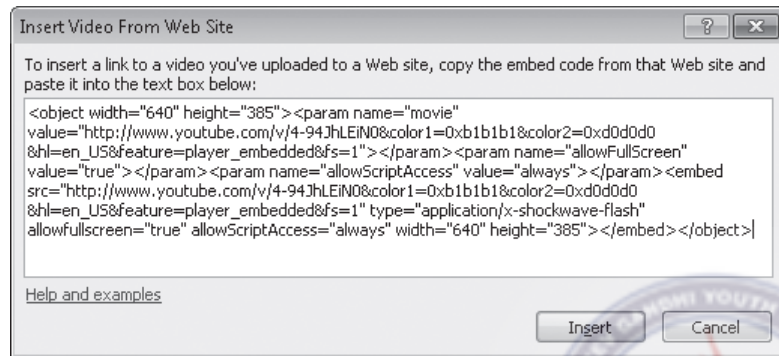 Insert Video From Web Site
To insert a link to a video you've uploaded to a Web site, copy the embed code from that Web site and
paste it into the text box below:
<object width="640" height="385"><param name="movie"
value="http://www.youtube.com/v/4-94JhLEiN0&color1=0xb1b1b1&color2=0xd0d0d0
&hl=en_US&feature=player_embedded&fs=1"></param><param name="allowFullScreen"
value="true"></param><param name="allowScriptAccess" value="always"></param><embed
src="http://www.youtube.com/v/4-94JhLEiN0&color1=0xb1b1b1&color2=0xd0d0d0
&hl=en_US&feature=player_embedded&fs=1" type="application/x-shockwave-flash"
allowfullscreen="true" allowScriptAccess="always" width="640" height="385"></embed></object>
Help and examples
GANDHI YOUTH
Insert Cancel